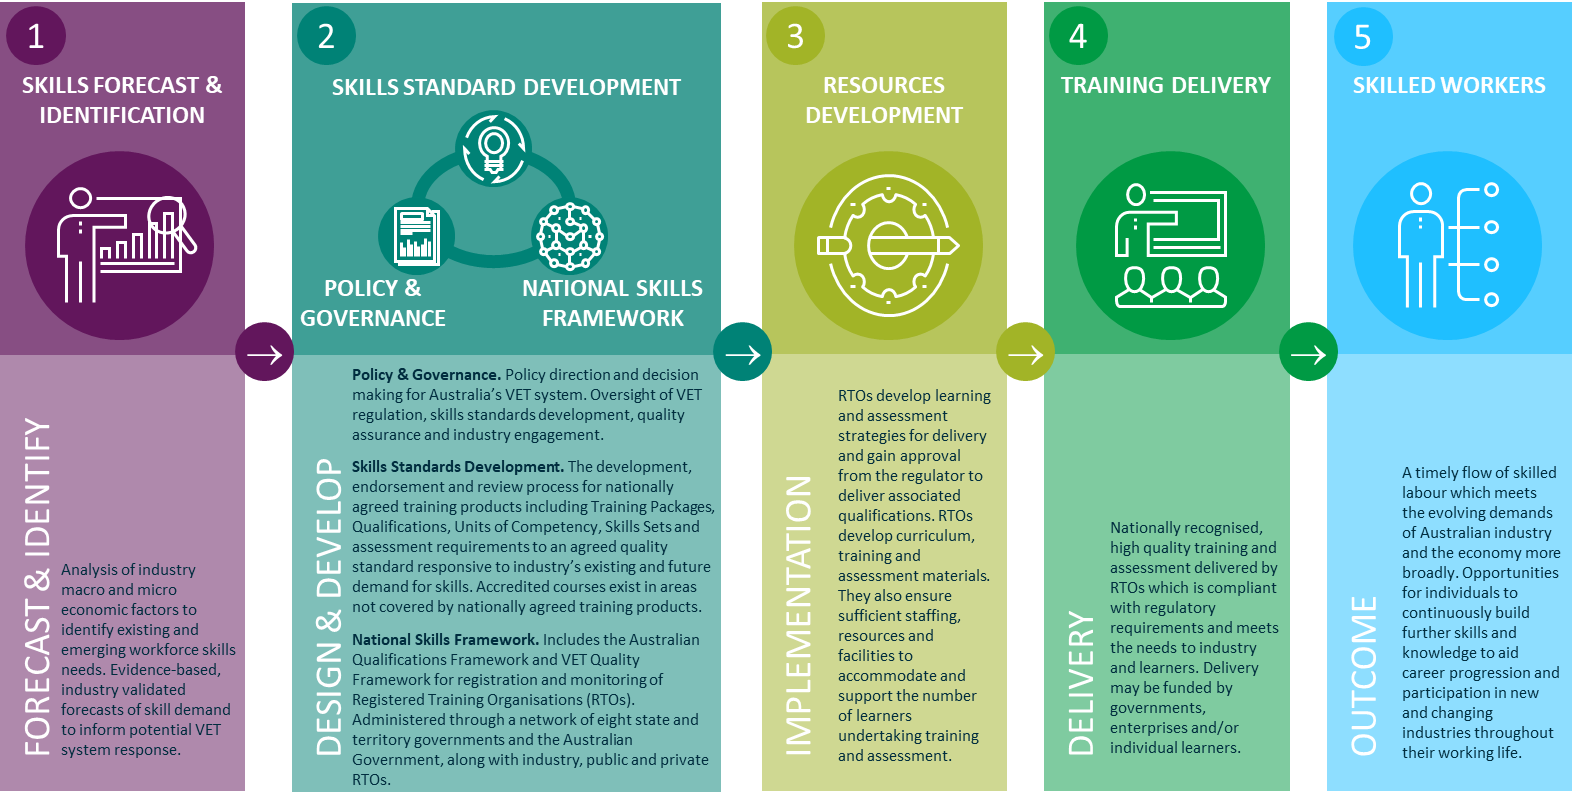 1
SKILLS FORECAST &
IDENTIFICATION
FORECAST & IDENTIFY
Analysis of industry
macro and micro
economic factors to
identify existing and
emerging workforce skills
needs. Evidence-based,
industry validated
forecasts of skill demand
to inform potential VET
system response.
2
SKILLS STANDARD DEVELOPMENT
POLICY &
GOVERNANCE
NATIONAL SKILLS
FRAMEWORK
DESIGN & DEVELOP
Policy & Governance. Policy direction and decision
making for Australia's VET system. Oversight of VET
regulation, skills standards development, quality
assurance and industry engagement.
Skills Standards Development. The development,
endorsement and review process for nationally
agreed training products including Training Packages,
Qualifications, Units of Competency, Skills Sets and
assessment requirements to an agreed quality
standard responsive to industry's existing and future
demand for skills. Accredited courses exist in areas
not covered by nationally agreed training products.
National Skills Framework. Includes the Australian
Qualifications Framework and VET Quality
Framework for registration and monitoring of
Registered Training Organisations (RTOs).
Administered through a network of eight state and
territory governments and the Australian
Government, along with industry, public and private
RTOs.
3
RESOURCES
DEVELOPMENT
IMPLEMENTATION
RTOs develop learning
and assessment
strategies for delivery
and gain approval
from the regulator to
deliver associated
qualifications. RTOs
develop curriculum,
training and
assessment materials.
They also ensure
sufficient staffing,
resources and
facilities to
accommodate and
support the number
of learners
undertaking training
and assessment.
4
TRAINING DELIVERY
DELIVERY
Nationally recognised,
high quality training and
assessment delivered by
RTOs which is compliant
with regulatory
requirements and meets
the needs to industry
and learners. Delivery
may be funded by
governments,
enterprises and/or
individual learners.
5
SKILLED WORKERS
OUTCOME
A timely flow of skilled
labour which meets
the evolving demands
of Australian industry
and the economy more
broadly. Opportunities
for individuals to
continuously build
further skills and
knowledge to aid
career progression and
participation in new
and changing
industries throughout
their working life.